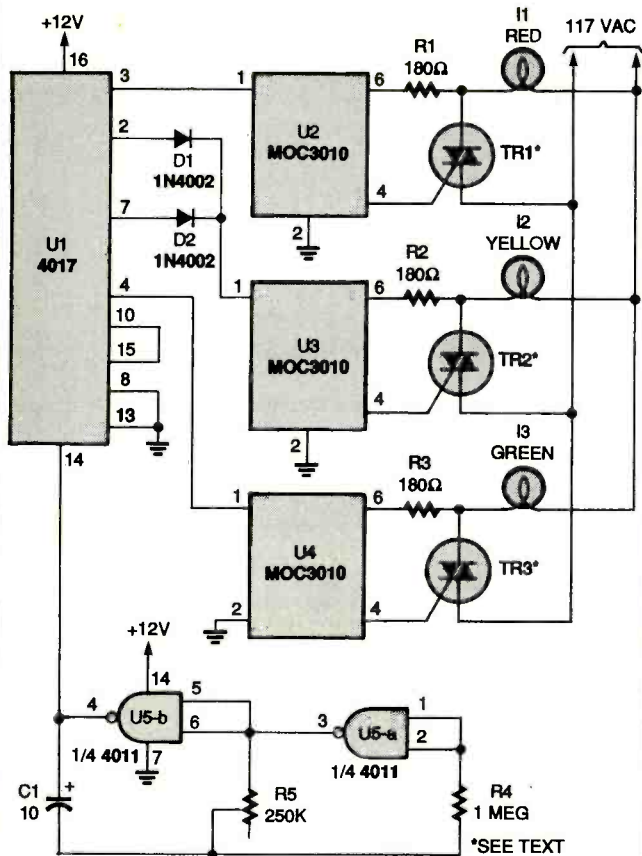 +12V
16
U1
4017
3
2
7
4
10
15
8
13
14
D1
1N4002
D2
1N4002
1
U2
MOC3010
6
4
2
R1
180Ω
TR1*
I1
RED
117 VAC
1
U3
MOC3010
6
4
2
R2
180Ω
TR2*
I2
YELLOW
1
U4
MOC3010
6
4
2
R3
180Ω
TR3*
I3
GREEN
+12V
14
4
U5-b
5
6
7
1/4 4011
3
U5-a
1
2
1/4 4011
C1
+
10
R5
250K
R4
1 MEG
*SEE TEXT